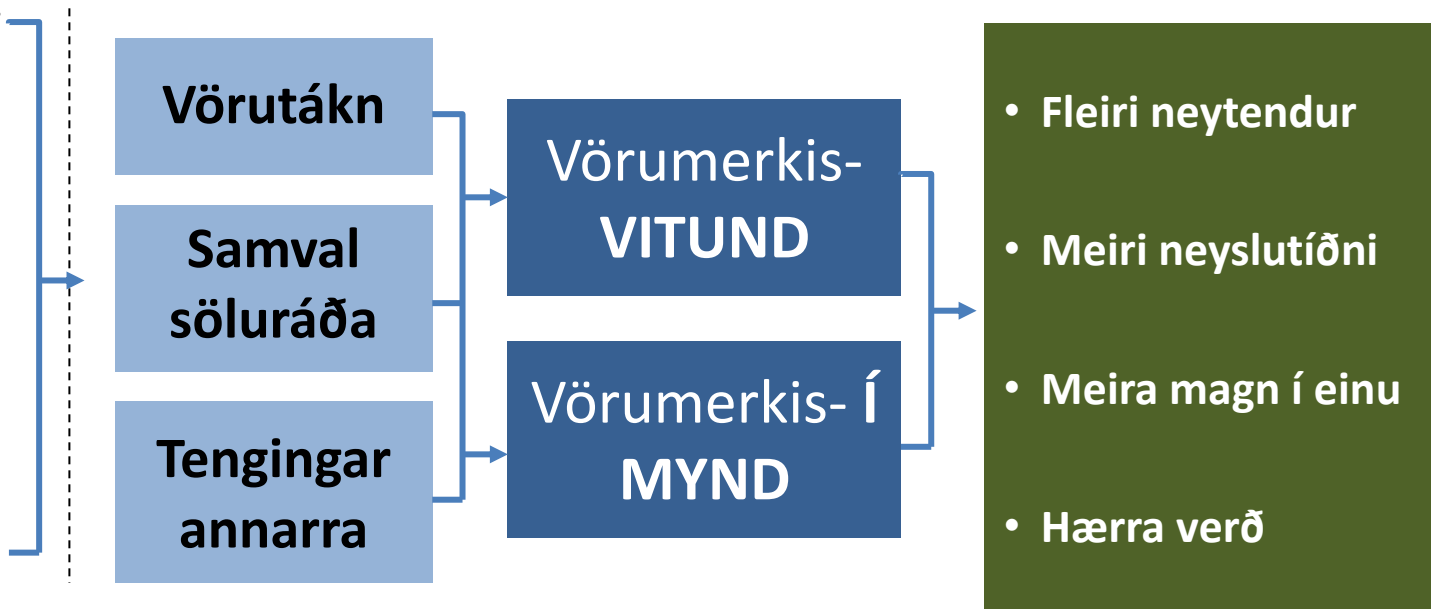 Vörutákn
Samval
söluráða
Tengingar
annarra
Vörumerkis-
VITUND
Vörumerkis- Í
MYND
• Fleiri neytendur
• Meiri neyslutíðni
• Meira magn í einu
• Hærra verð